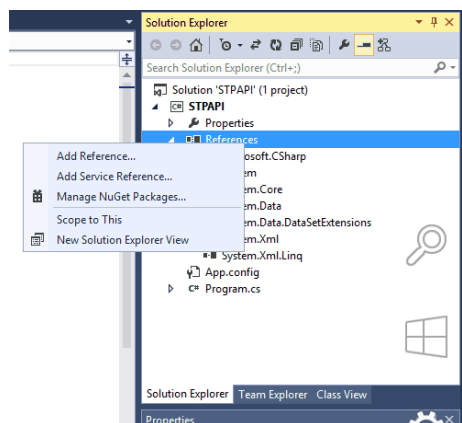 Solution Explorer
Search Solution Explorer (Ctrl+;)
Solution 'STPAPI' (1 project)
C# STPAPI
Properties
References
Add Reference...
osoft.CSharp
Add Service Reference...
em
Manage NuGet Packages...
em.Core
em.Data
Scope to This
em.Data.DataSetExtensions
New Solution Explorer View
em.Xml
System.Xml.Linq
App.config
C# Program.cs
Solution Explorer Team Explorer Class View
Properties